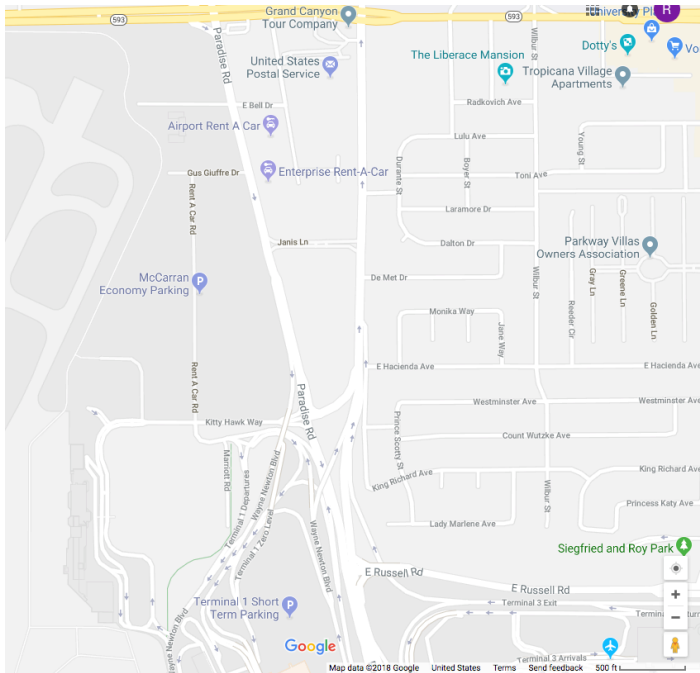 Grand Canyon
Tour Company
593
593
University Pl
R
Paradise Rd
Wilbur St
Dotty's
Vo
United States
Postal Service
The Liberace Mansion
Tropicana Village
Apartments
E Bell Dr
Radkovich Ave
Airport Rent A Car
Lulu Ave
Young St
Durante St
Boyer St
Gus Giuffre Dr
Enterprise Rent-A-Car
Toni Ave
Rent A Car Rd
Laramore Dr
Janis Ln
Dalton Dr
Parkway Villas
Owners Association
McCarran
Economy Parking
P
De Met Dr
Wilbur St
Gray Ln
Greene Ln
Golden Ln
Reeder Cir
Monika Way
Jane Way
Rent A Car Rd
E Hacienda Ave
E Hacienda Ave
Paradise Rd
Westminster Ave
Westminster Ave
Kitty Hawk Way
Prince Scotty St
Count Wutzke Ave
Marriott Rd
Wayne Newton Blvd
Terminal 1 Departures
King Richard Ave
King Richard Ave
Wilbur St
Princess Katy Ave
Terminal 1 Zero Level
Wayne Newton Blvd
Lady Marlene Ave
Siegfried and Roy Park
E Russell Rd
E Russell Rd
Terminal 1 Short
Term Parking
P
Terminal 3 Exit
Wayne Newton Blvd
Google
Terminal 3 Arrivals
Map data ©2018 Google United States Terms Send feedback 500 ft